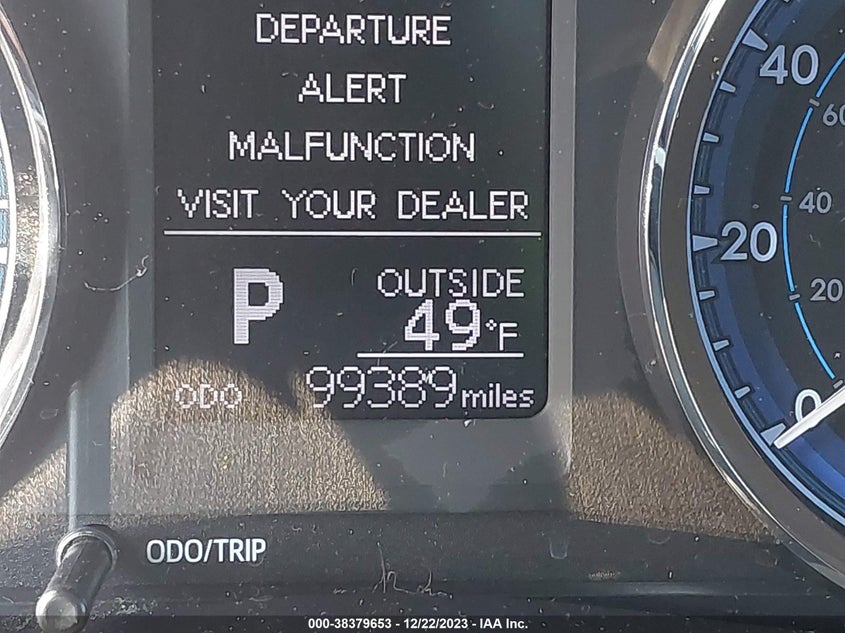 DEPARTURE
ALERT
MALFUNCTION
VISIT YOUR DEALER
P
OUTSIDE
49°F
ODO 99389 miles
ODO/TRIP
40
60
40
20
20
0
000-38379653 - 12/22/2023 - IAA Inc.